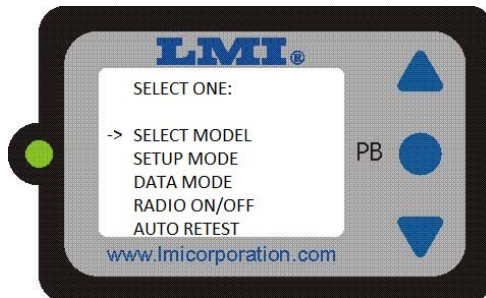 LMI®
SELECT ONE:
-> SELECT MODEL
SETUP MODE
DATA MODE
RADIO ON/OFF
AUTO RETEST
PB
www.lmicorporation.com